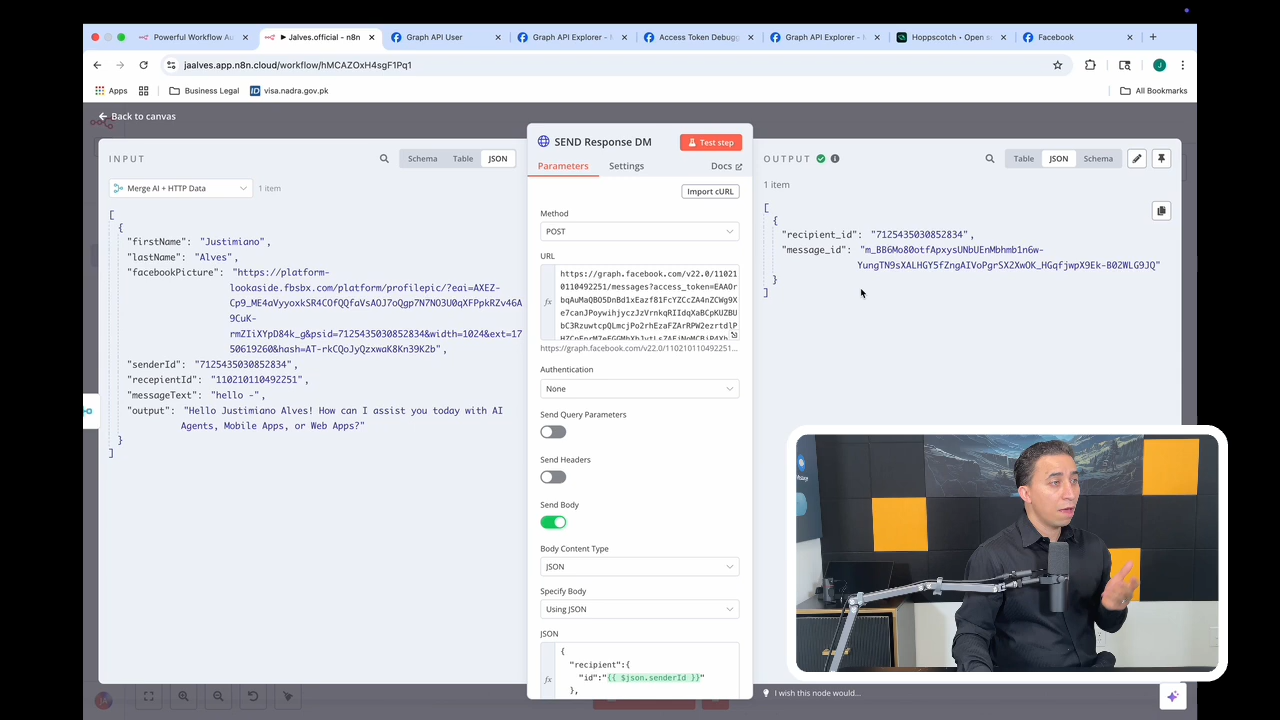 Powerful Workflow Au
Jalves.official - n8n
Graph API User
Graph API Explorer -
Access Token Debugg
Graph API Explorer -
Hoppscotch • Open s
Facebook
jaalves.app.n8n.cloud/workflow/hMCAZOxH4sgF1Pq1
J
Apps
Business Legal
visa.nadra.gov.pk
All Bookmarks
Back to canvas
INPUT
Schema
Table
JSON
Merge AI + HTTP Data
1 item
[
{
"firstName": "Justimiano",
"lastName": "Alves",
"facebookPicture": "https://platform-
lookaside.fbsbx.com/platform/profilepic/?eai=AXEZ-
Cp9_ME4aVyyoxkSR4COfQQfaVsAOJ7oQgp7N7NO3U0qXFPpkRZv46A
9CuK-
rmZIiXYpD84k_g&psid=7125435030852834&width=1024&ext=17
50619260&hash=AT-rkCQoJyQzxwaK8Kn39K2b",
"senderId": "7125435030852834",
"recepientId": "110210110492251",
"messageText": "hello -",
"output": "Hello Justimiano Alves! How can I assist you today with AI
Agents, Mobile Apps, or Web Apps?"
}
]
SEND Response DM
Test step
Parameters
Settings
Docs
Import cURL
Method
POST
URL
fx
https://graph.facebook.com/v22.0/11021
0110492251/messages?access_token=EAAOr
bqAuMaQBO5DnBd1xEazf81FcYZCcZA4nZCWg9X
e7canJPoywihjyczJzVrnkqRIIdqXaBCpKUZBU
bC3RzuwtcpQLmcjPo2rhEzaFZArRPW2ezrtdlP
https://graph.facebook.com/v22.0/110210110492251...
Authentication
None
Send Query Parameters
Send Headers
Send Body
Body Content Type
JSON
Specify Body
Using JSON
JSON
fx
{
"recipient":{
"id":"{{ $json.senderId }}"
},
OUTPUT
Table
JSON
Schema
1 item
[
{
"recipient_id": "7125435030852834",
"message_id": "m_BB6Mo80otfApxysUNbUEnMbhmb1n6w-
YungTN9sXALHGY5fZngAIVoPgrSX2XwOK_HGqfjwpX9Ek-B02WLG9JQ"
}
]
I wish this node would...